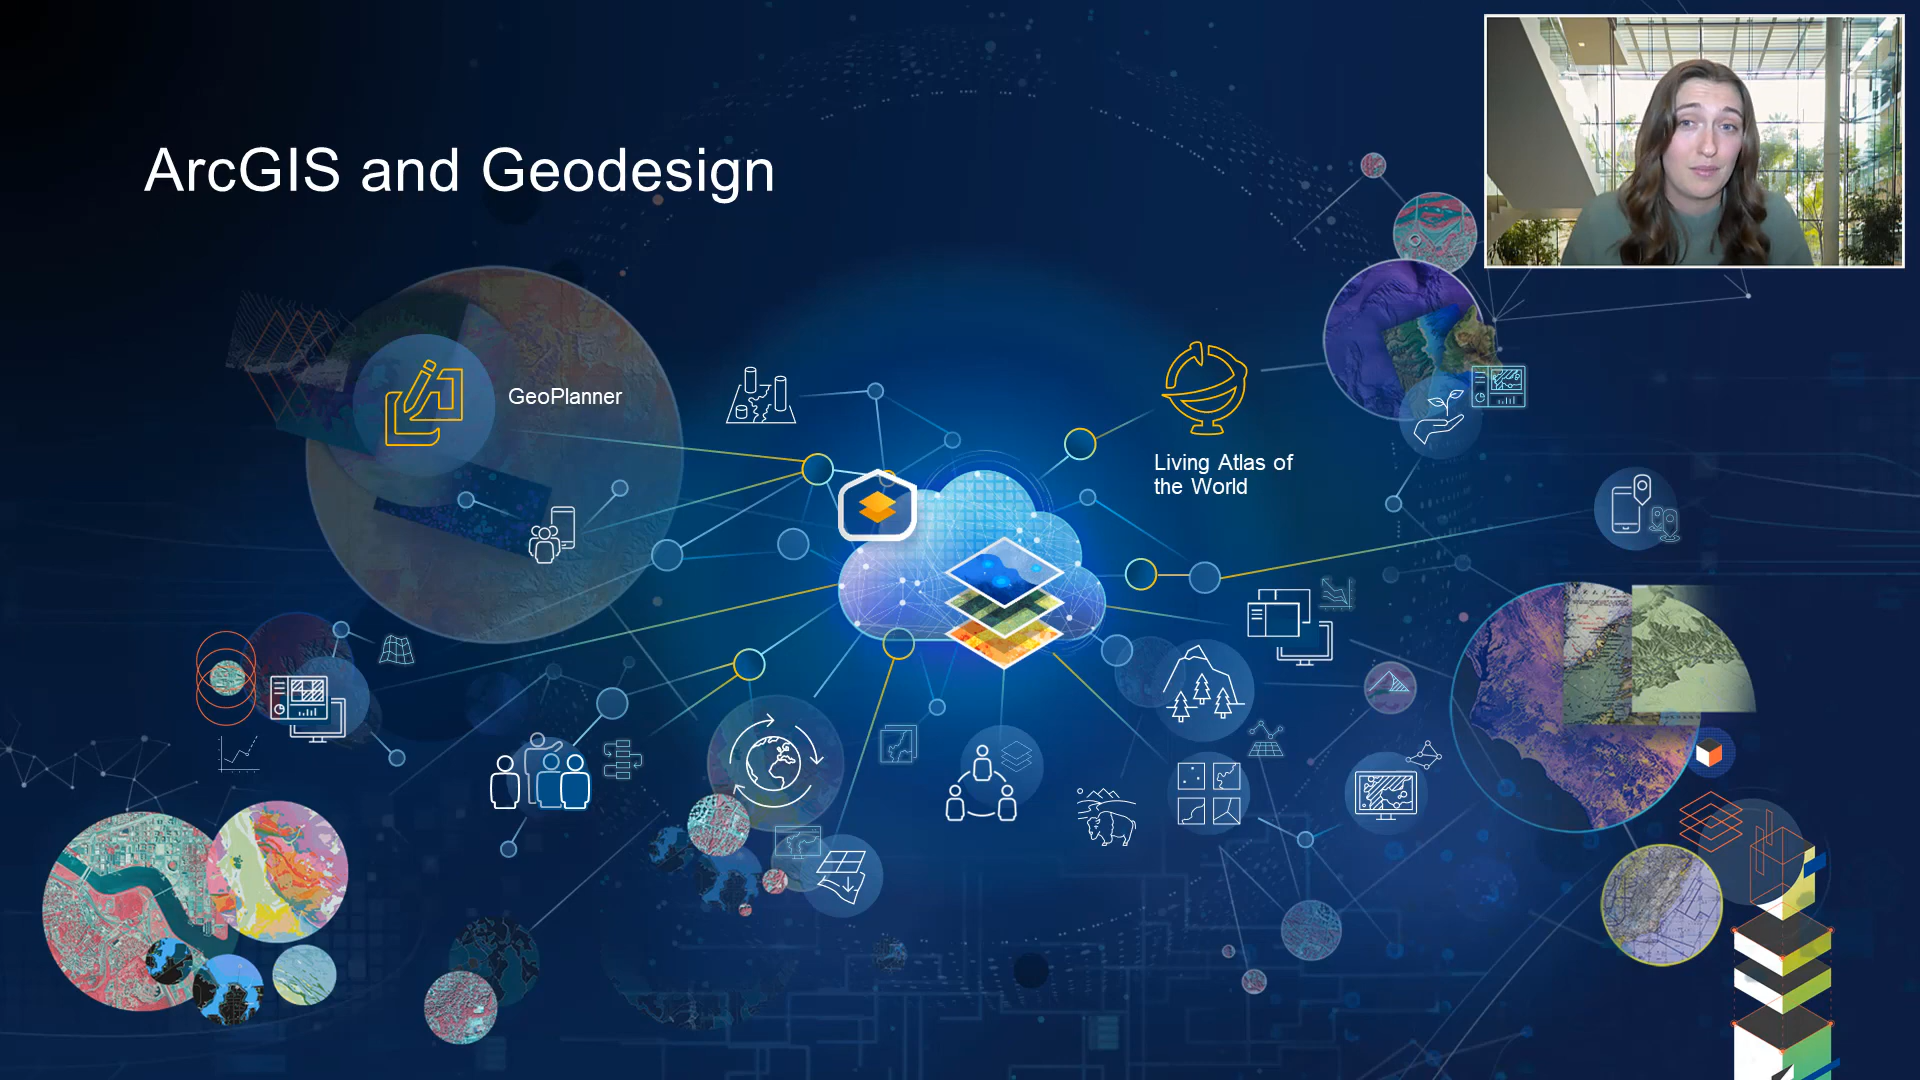 ArcGIS and Geodesign
GeoPlanner
Living Atlas of
the World